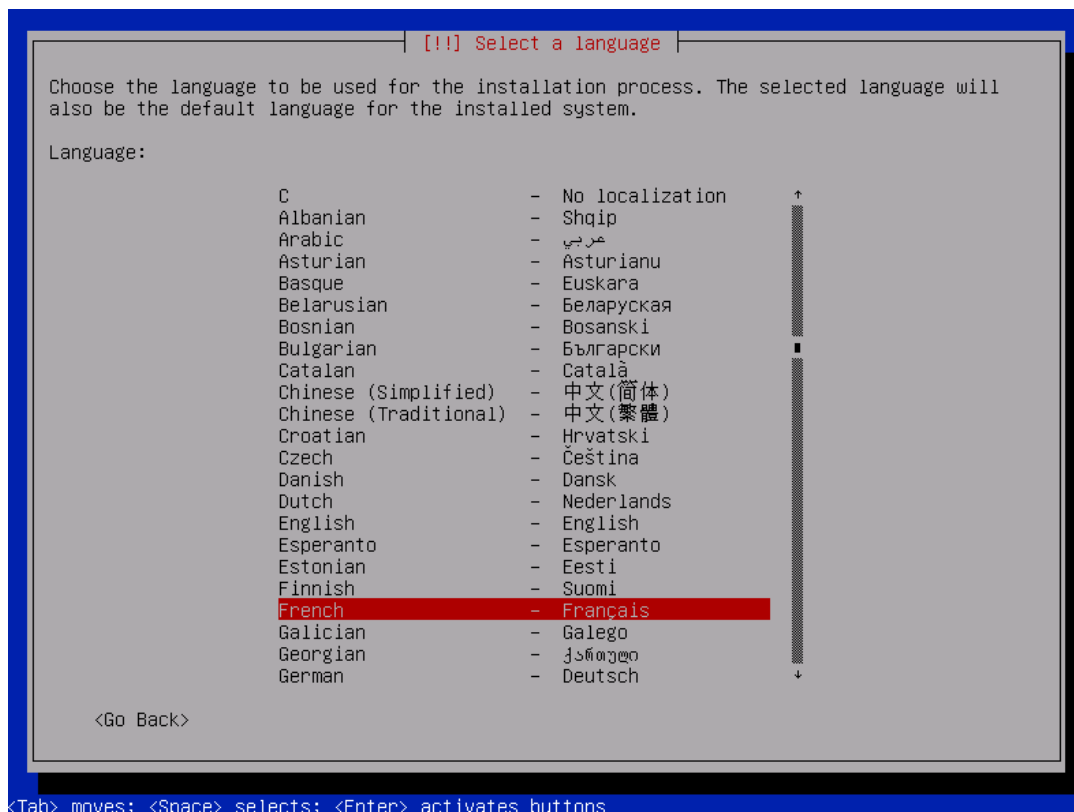 [!!] Select a language
Choose the language to be used for the installation process. The selected language will
also be the default language for the installed system.
Language:
C - No localization
Albanian - Shqip
Arabic - عربي
Asturian - Asturianu
Basque - Euskara
Belarusian - Беларуская
Bosnian - Bosanski
Bulgarian - Български
Catalan - Català
Chinese (Simplified) - 中文(简体)
Chinese (Traditional) - 中文(繁體)
Croatian - Hrvatski
Czech - Čeština
Danish - Dansk
Dutch - Nederlands
English - English
Esperanto - Esperanto
Estonian - Eesti
Finnish - Suomi
French - Français
Galician - Galego
Georgian - ქართული
German - Deutsch
<Go Back>
<Tab> moves; <Space> selects; <Enter> activates buttons